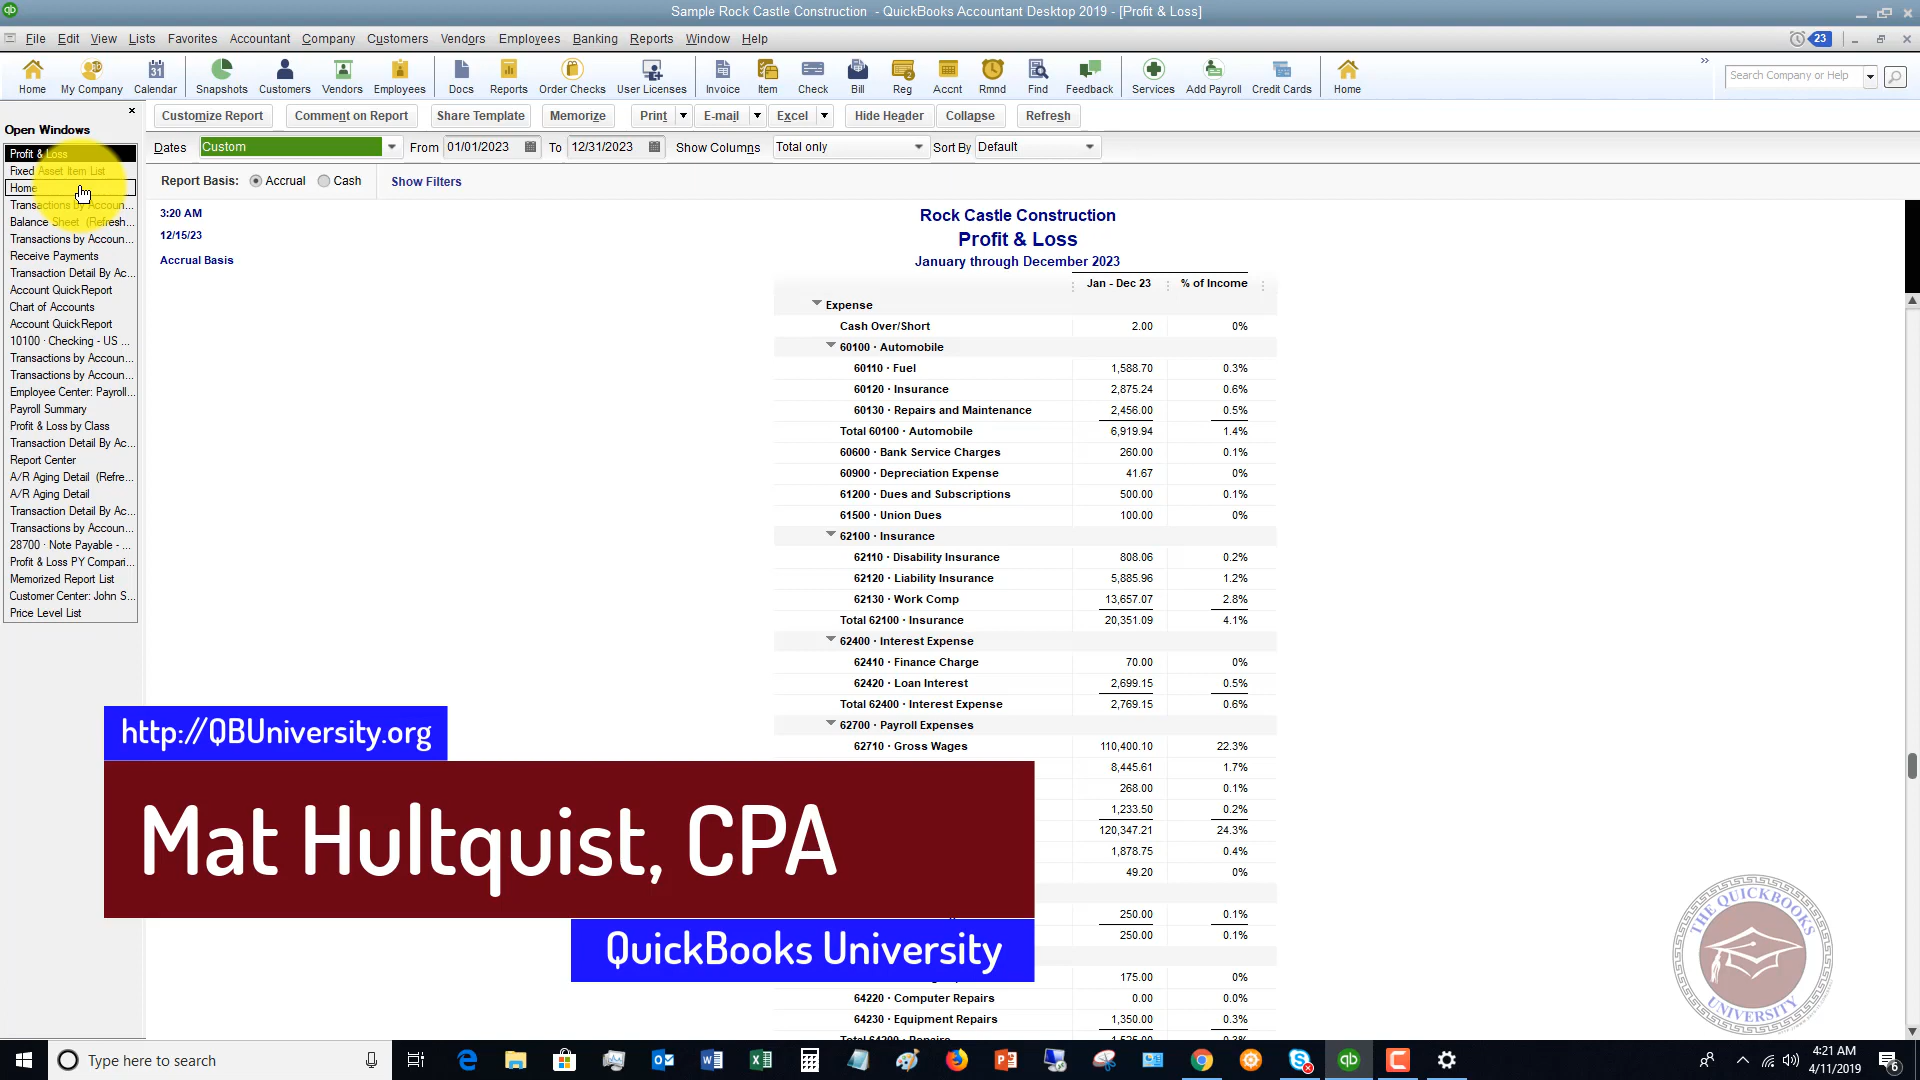 Sample Rock Castle Construction - QuickBooks Accountant Desktop 2019 - [Profit & Loss]
File Edit View Lists Favorites Accountant Company Customers Vendors Employees Banking Reports Window Help
23
Home My Company Calendar Snapshots Customers Vendors Employees Docs Reports Order Checks User Licenses Invoice Item Check Bill Reg Accnt Rmnd Find Feedback Services Add Payroll Credit Cards Home
Search Company or Help
Customize Report Comment on Report Share Template Memorize Print E-mail Excel Hide Header Collapse Refresh
Dates Custom From 01/01/2023 To 12/31/2023 Show Columns Total only Sort By Default
Report Basis: Accrual Cash Show Filters
Open Windows
Profit & Loss
Fixed Asset Item List
Home
Transactions by Accoun...
Balance Sheet (Refresh...
Transactions by Accoun...
Receive Payments
Transaction Detail By Ac...
Account QuickReport
Chart of Accounts
Account QuickReport
10100 · Checking - US ...
Transactions by Accoun...
Transactions by Accoun...
Employee Center: Payroll...
Payroll Summary
Profit & Loss by Class
Transaction Detail By Ac...
Report Center
A/R Aging Detail (Refre...
A/R Aging Detail
Transaction Detail By Ac...
Transactions by Accoun...
28700 · Note Payable - ...
Profit & Loss PY Compari...
Memorized Report List
Customer Center: John S...
Price Level List
3:20 AM
12/15/23
Accrual Basis
Rock Castle Construction
Profit & Loss
January through December 2023
Jan - Dec 23 % of Income
Expense
Cash Over/Short 2.00 0%
60100 · Automobile
60110 · Fuel 1,588.70 0.3%
60120 · Insurance 2,875.24 0.6%
60130 · Repairs and Maintenance 2,456.00 0.5%
Total 60100 · Automobile 6,919.94 1.4%
60600 · Bank Service Charges 260.00 0.1%
60900 · Depreciation Expense 41.67 0%
61200 · Dues and Subscriptions 500.00 0.1%
61500 · Union Dues 100.00 0%
62100 · Insurance
62110 · Disability Insurance 808.06 0.2%
62120 · Liability Insurance 5,885.96 1.2%
62130 · Work Comp 13,657.07 2.8%
Total 62100 · Insurance 20,351.09 4.1%
62400 · Interest Expense
62410 · Finance Charge 70.00 0%
62420 · Loan Interest 2,699.15 0.5%
Total 62400 · Interest Expense 2,769.15 0.6%
62700 · Payroll Expenses
62710 · Gross Wages 110,400.10 22.3%
8,445.61 1.7%
268.00 0.1%
1,233.50 0.2%
120,347.21 24.3%
1,878.75 0.4%
49.20 0%
250.00 0.1%
250.00 0.1%
175.00 0%
64220 · Computer Repairs 0.00 0.0%
64230 · Equipment Repairs 1,350.00 0.3%
http://QBUniversity.org
Mat Hultquist, CPA
QuickBooks University
THE QUICKBOOKS UNIVERSITY
Type here to search
4:21 AM
4/11/2019
6